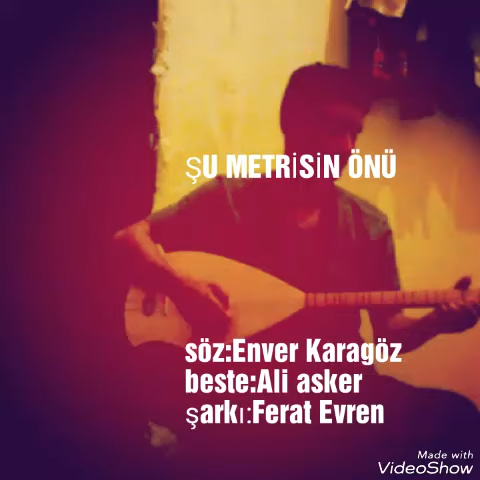 ŞU METRİSİN ÖNÜ
söz:Enver Karagöz
beste:Ali asker
şarkı:Ferat Evren
Made with
VideoShow